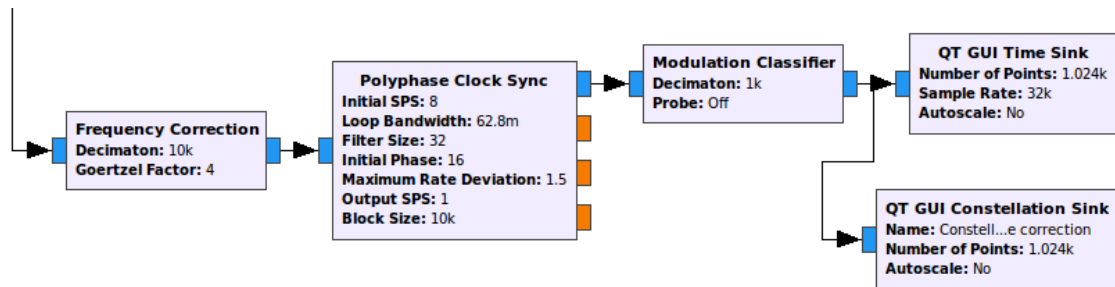 Frequency Correction
Decimaton: 10k
Goertzel Factor: 4
Polyphase Clock Sync
Initial SPS: 8
Loop Bandwidth: 62.8m
Filter Size: 32
Initial Phase: 16
Maximum Rate Deviation: 1.5
Output SPS: 1
Block Size: 10k
Modulation Classifier
Decimaton: 1k
Probe: Off
QT GUI Time Sink
Number of Points: 1.024k
Sample Rate: 32k
Autoscale: No
QT GUI Constellation Sink
Name: Constell...e correction
Number of Points: 1.024k
Autoscale: No